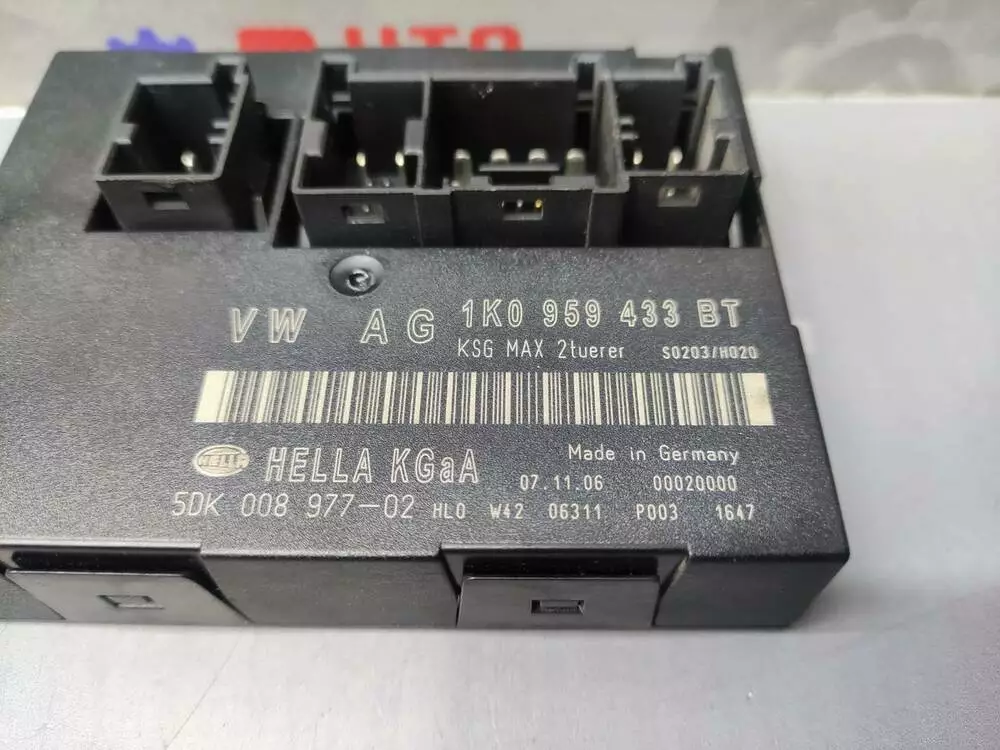 VW AG 1K0 959 433 BT
KSG MAX 2tuerer S0203/H020
HELLA HELLA KGaA Made in Germany
07.11.06 00020000
5DK 008 977-02 HLO W42 06311 P003 1647